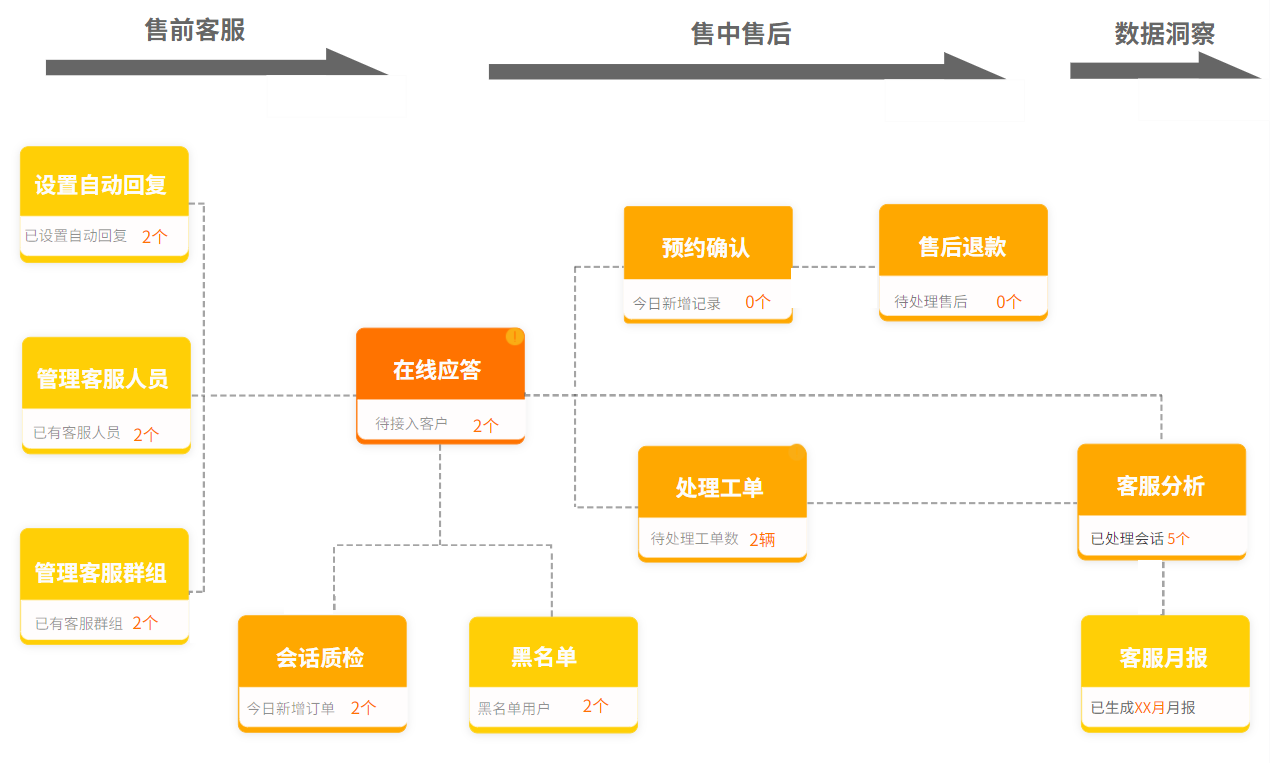 售前客服
售中售后
数据洞察
设置自动回复
已设置自动回复 2个
预约确认
今日新增记录 0个
售后退款
待处理售后 0个
管理客服人员
已有客服人员 2个
在线应答
待接入客户 2个
处理工单
待处理工单数 2辆
客服分析
已处理会话 5个
管理客服群组
已有客服群组 2个
会话质检
今日新增订单 2个
黑名单
黑名单用户 2个
客服月报
已生成XX月月报